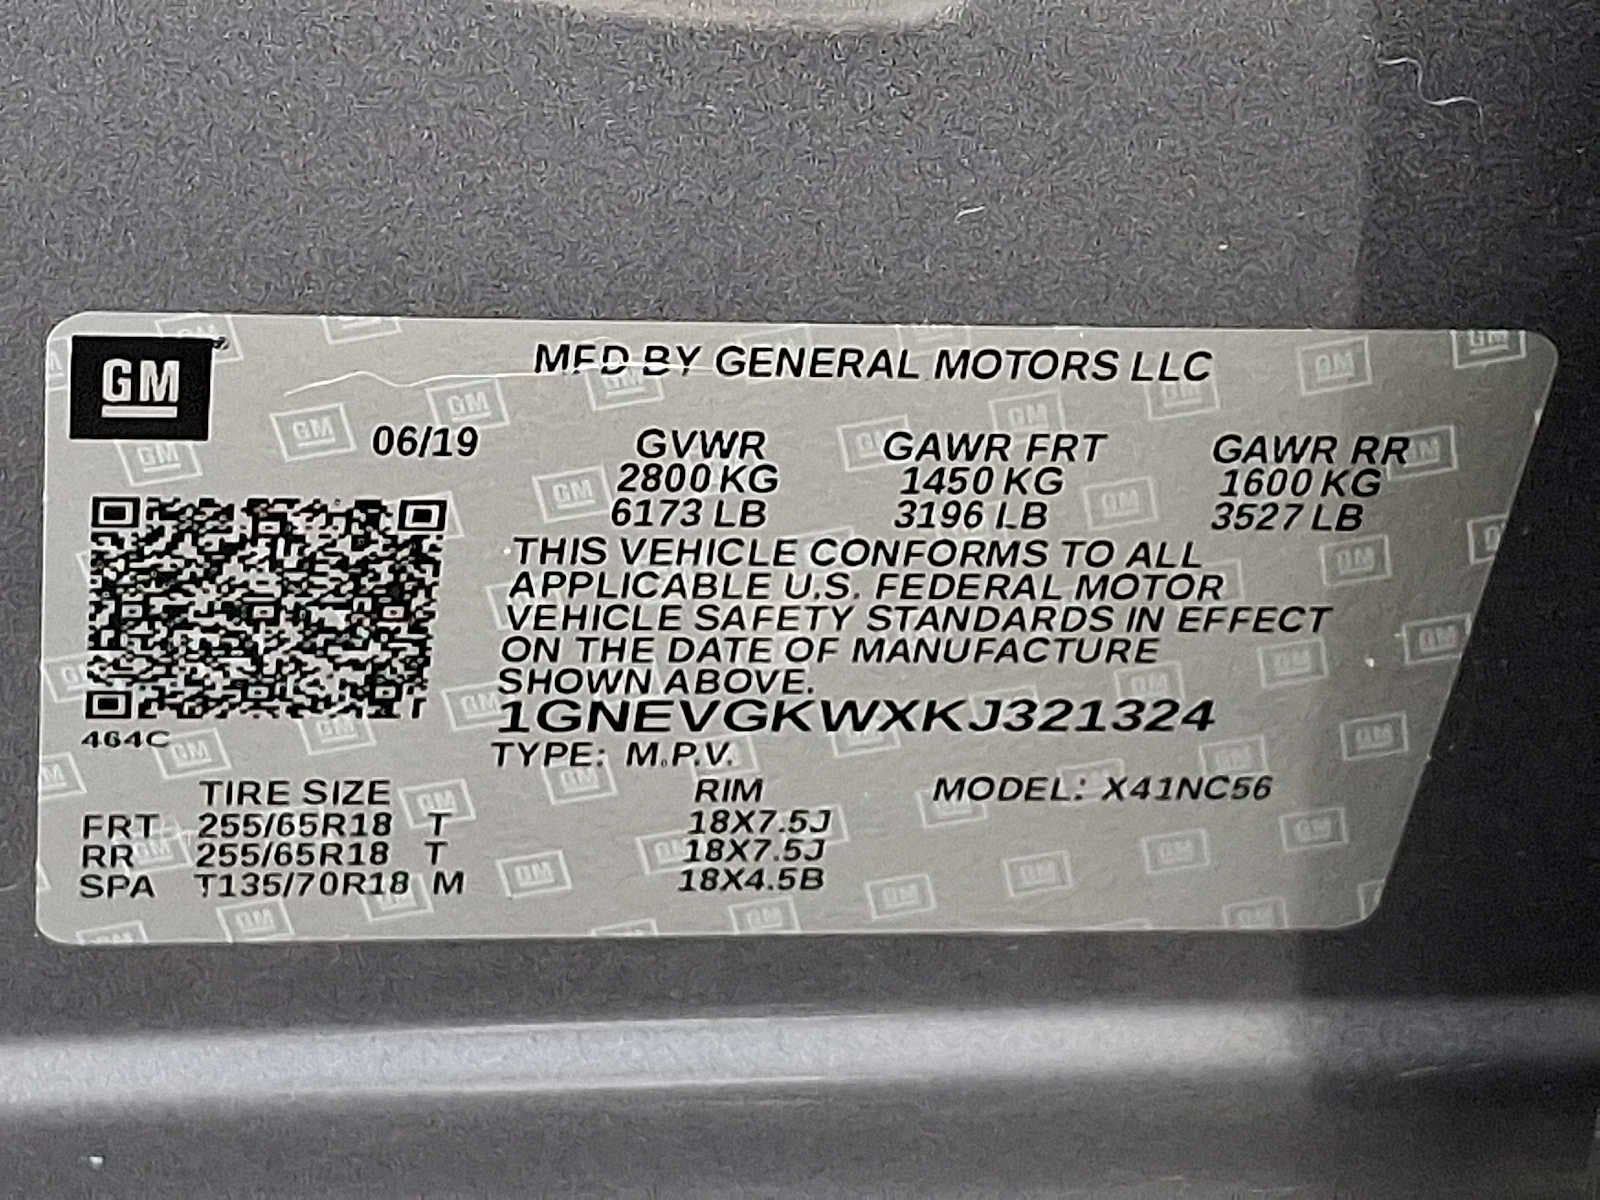 GM
MFD BY GENERAL MOTORS LLC
06/19 GVWR GAWR FRT GAWR RR
2800 KG 1450 KG 1600 KG
6173 LB 3196 LB 3527 LB
THIS VEHICLE CONFORMS TO ALL
APPLICABLE U.S. FEDERAL MOTOR
VEHICLE SAFETY STANDARDS IN EFFECT
ON THE DATE OF MANUFACTURE
SHOWN ABOVE.
1GNEVGKWXKJ321324
464C
TYPE: M.P.V.
TIRE SIZE RIM MODEL: X41NC56
FRT 255/65R18 T 18X7.5J
RR 255/65R18 T 18X7.5J
SPA T135/70R18 M 18X4.5B